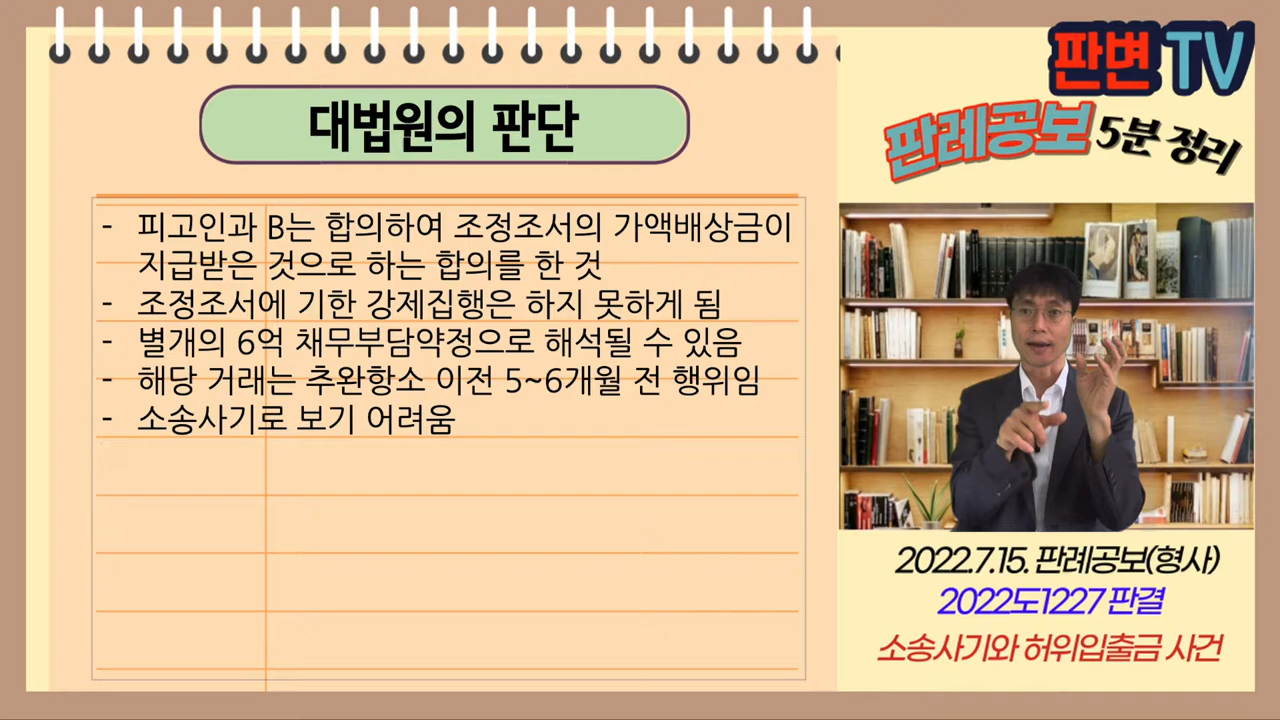 대법원의 판단
- 피고인과 B는 합의하여 조정조서의 가액배상금이
지급받은 것으로 하는 합의를 한 것
- 조정조서에 기한 강제집행은 하지 못하게 됨
- 별개의 6억 채무부담약정으로 해석될 수 있음
- 해당 거래는 추완항소 이전 5~6개월 전 행위임
- 소송사기로 보기 어려움
판변 TV
판례공보 5분 정리
2022.7.15. 판례공보(형사)
2022도1227 판결
소송사기와 허위입출금 사건